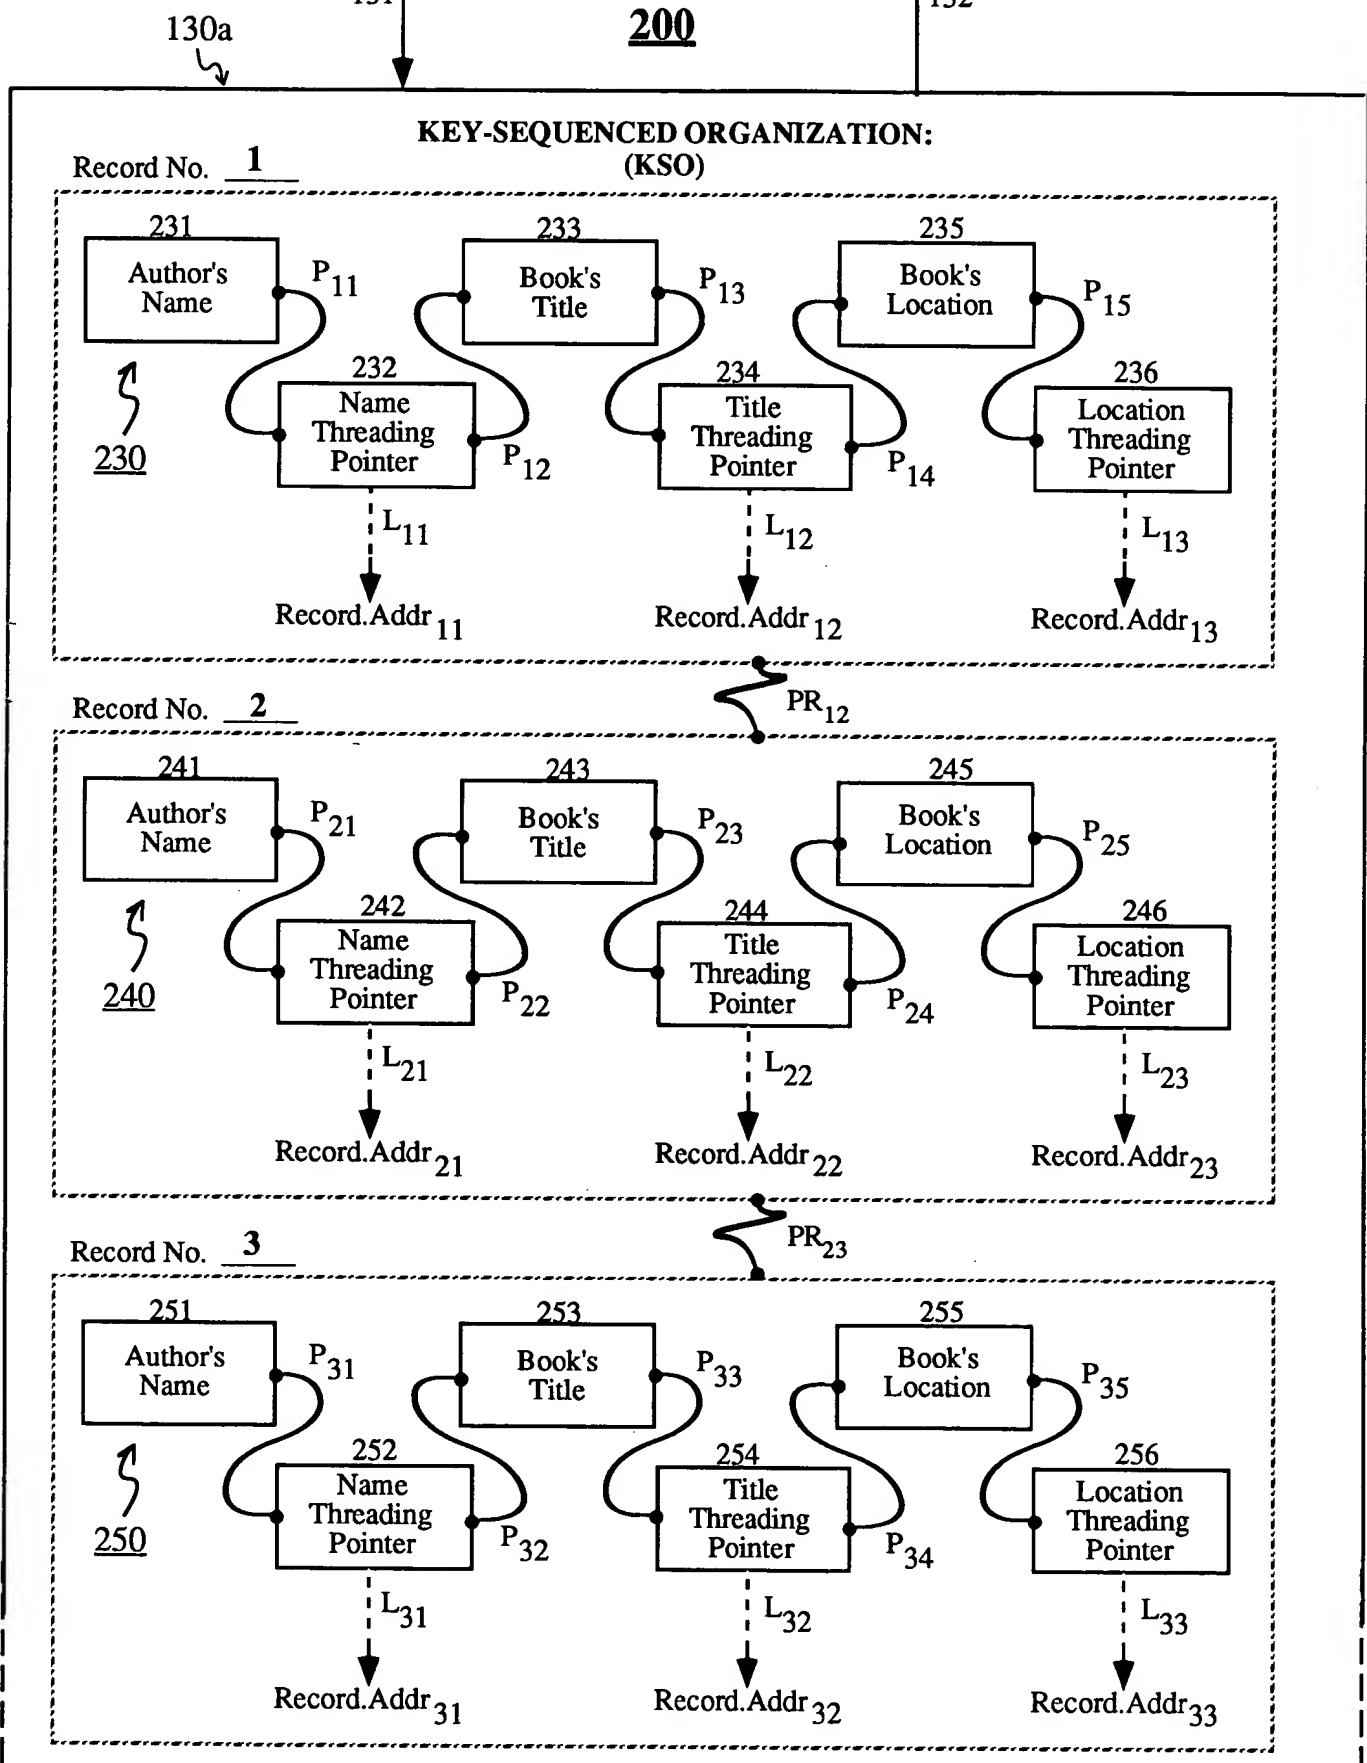 200
130a
KEY-SEQUENCED ORGANIZATION:
(KSO)
Record No. 1
231
233
235
Author's
Name
P11
Book's
Title
P13
Book's
Location
P15
232
234
236
Name
Threading
Pointer
Title
Threading
Pointer
Location
Threading
Pointer
230
P12
P14
L11
L12
L13
Record.Addr11
Record.Addr12
Record.Addr13
PR12
Record No. 2
241
243
245
Author's
Name
P21
Book's
Title
P23
Book's
Location
P25
242
244
246
Name
Threading
Pointer
Title
Threading
Pointer
Location
Threading
Pointer
240
P22
P24
L21
L22
L23
Record.Addr21
Record.Addr22
Record.Addr23
PR23
Record No. 3
251
253
255
Author's
Name
P31
Book's
Title
P33
Book's
Location
P35
252
254
256
Name
Threading
Pointer
Title
Threading
Pointer
Location
Threading
Pointer
250
P32
P34
L31
L32
L33
Record.Addr31
Record.Addr32
Record.Addr33